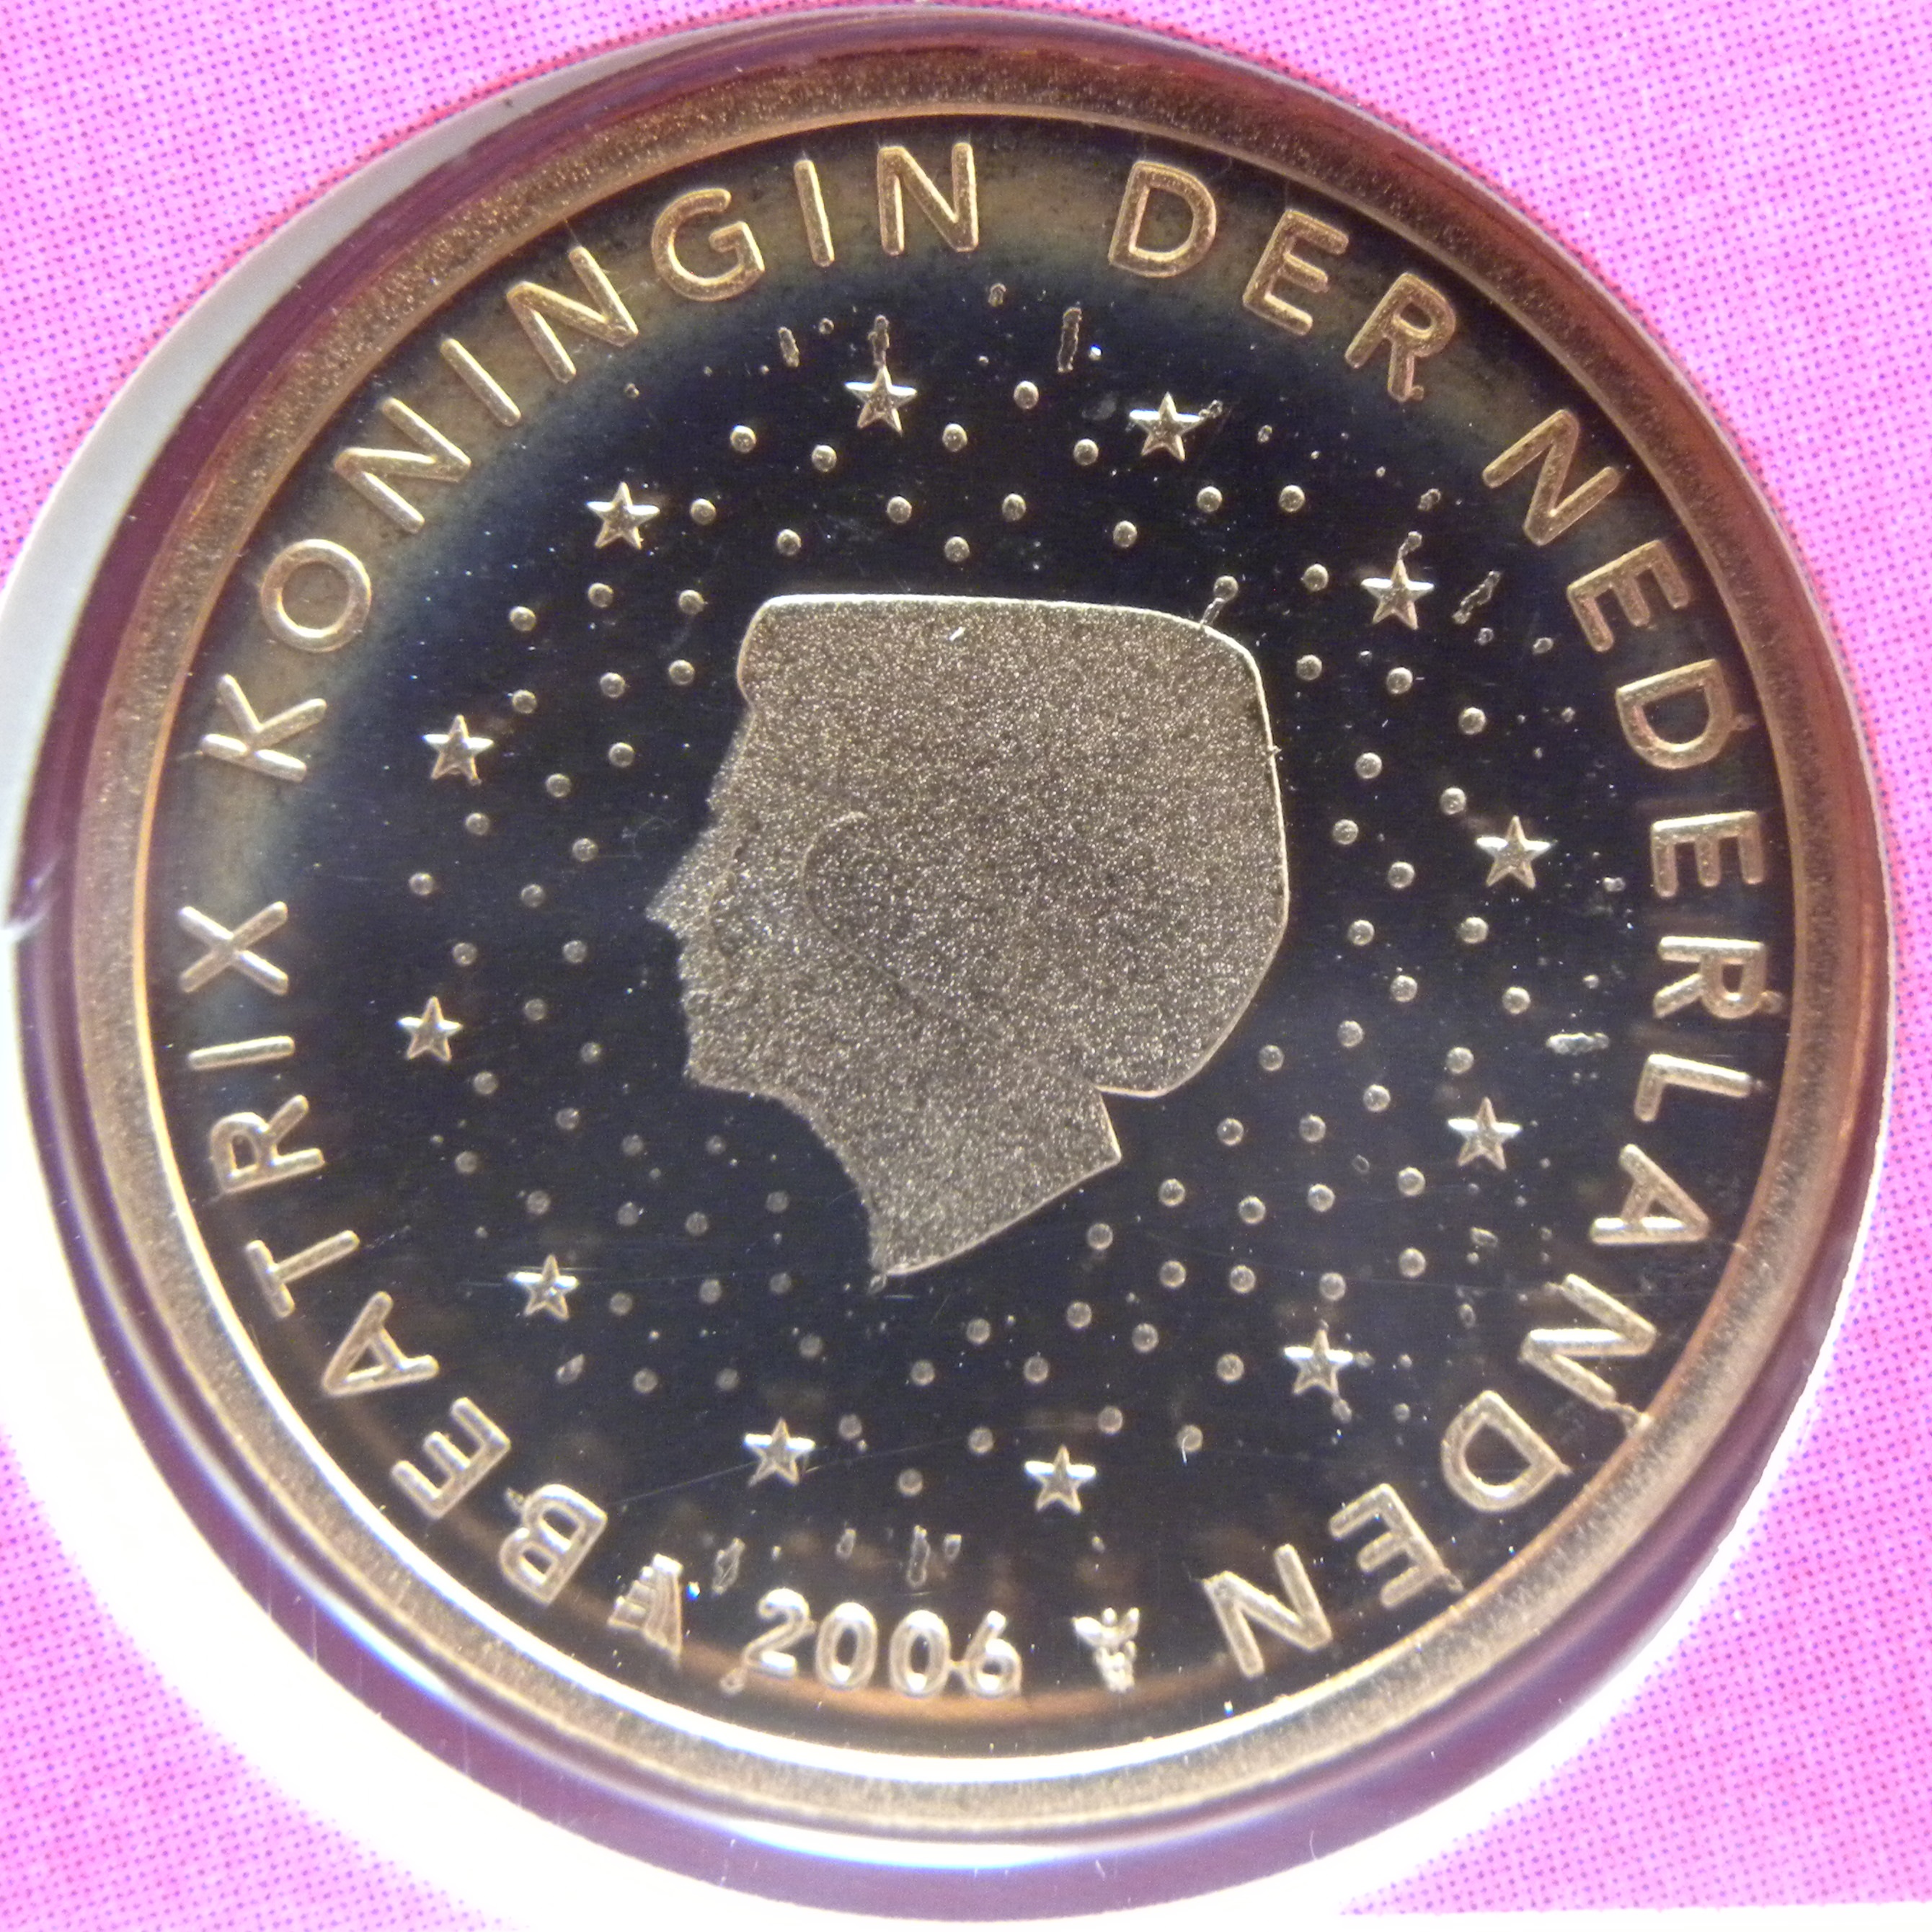 BEATRIX KONINGIN DER NEDERLANDEN
2006